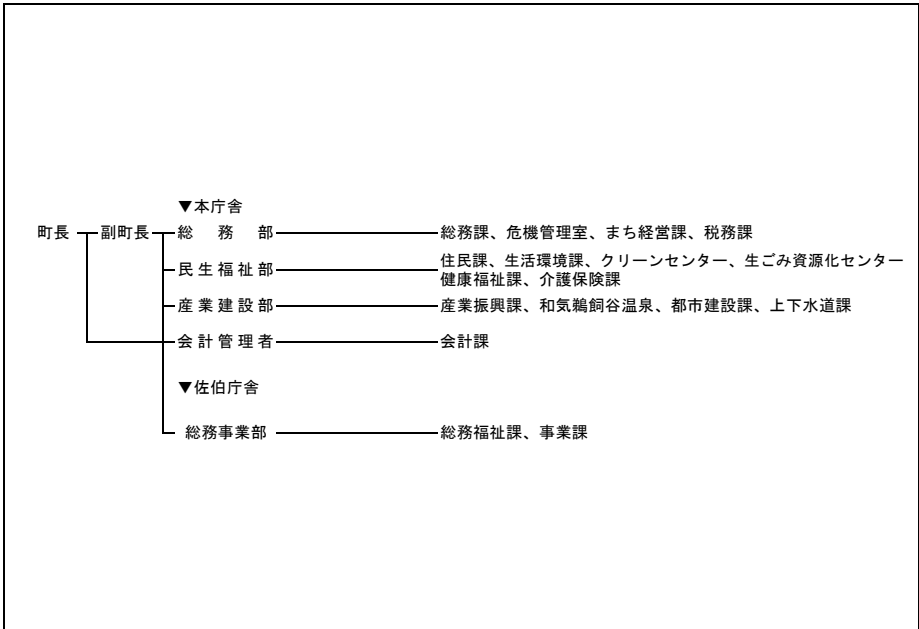 ▼本庁舎
町長 副町長 総務部 総務課、危機管理室、まち経営課、税務課
民生福祉部 住民課、生活環境課、クリーンセンター、生ごみ資源化センター
健康福祉課、介護保険課
産業建設部 産業振興課、和気鵜飼谷温泉、都市建設課、上下水道課
会計管理者 会計課
▼佐伯庁舎
総務事業部 総務福祉課、事業課